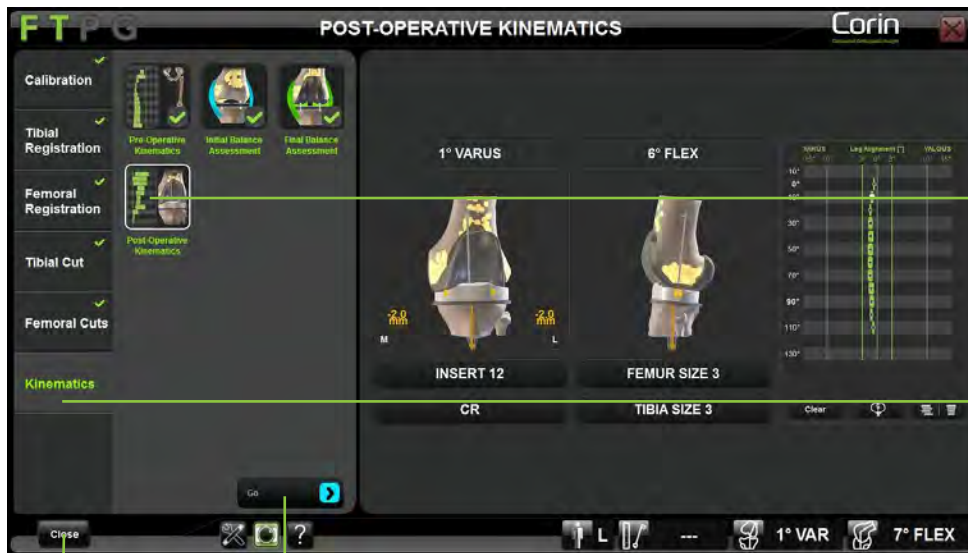 FTPG
POST-OPERATIVE KINEMATICS
Corin
Calibration
Tibial
Registration
Femoral
Registration
Tibial Cut
Femoral Cuts
Kinematics
Pre-Operative
Kinematics
Initial Balance
Assessment
Final Balance
Assessment
Post-Operative
Kinematics
Go
1° VARUS
6° FLEX
-2.0
mm
-2.0
mm
M
L
INSERT 12
FEMUR SIZE 3
CR
TIBIA SIZE 3
VARUS
Leg Alignment [°]
VALGUS
-10°
0°
10°
30°
50°
70°
90°
110°
130°
Clear
Close
?
L
---
1° VAR
7° FLEX